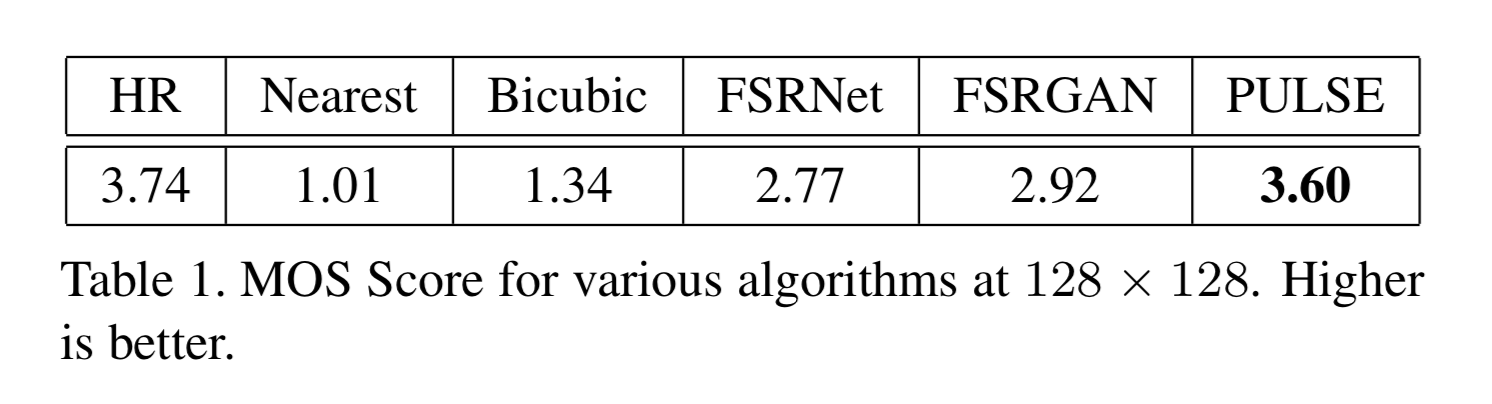 HR Nearest Bicubic FSRNet FSRGAN PULSE
3.74 1.01 1.34 2.77 2.92 3.60
Table 1. MOS Score for various algorithms at 128 × 128. Higher
is better.